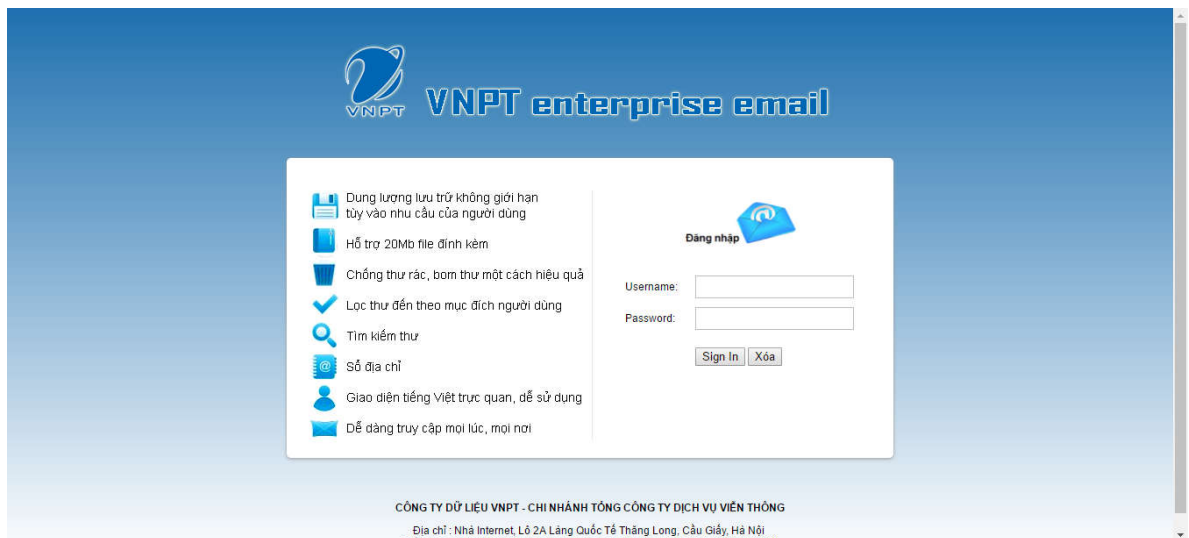 VNPT
VNPT enterprise email
Dung lượng lưu trữ không giới hạn
tùy vào nhu cầu của người dùng
Hỗ trợ 20Mb file đính kèm
Chống thư rác, bom thư một cách hiệu quả
Lọc thư đến theo mục đích người dùng
Tìm kiếm thư
@
Sổ địa chỉ
Giao diện tiếng Việt trực quan, dễ sử dụng
Dễ dàng truy cập mọi lúc, mọi nơi
@
Đăng nhập
Username:
Password:
Sign In Xóa
CÔNG TY DỮ LIỆU VNPT - CHI NHÁNH TỔNG CÔNG TY DỊCH VỤ VIỄN THÔNG
Địa chỉ : Nhà Internet, Lô 2A Làng Quốc Tế Thăng Long, Cầu Giấy, Hà Nội